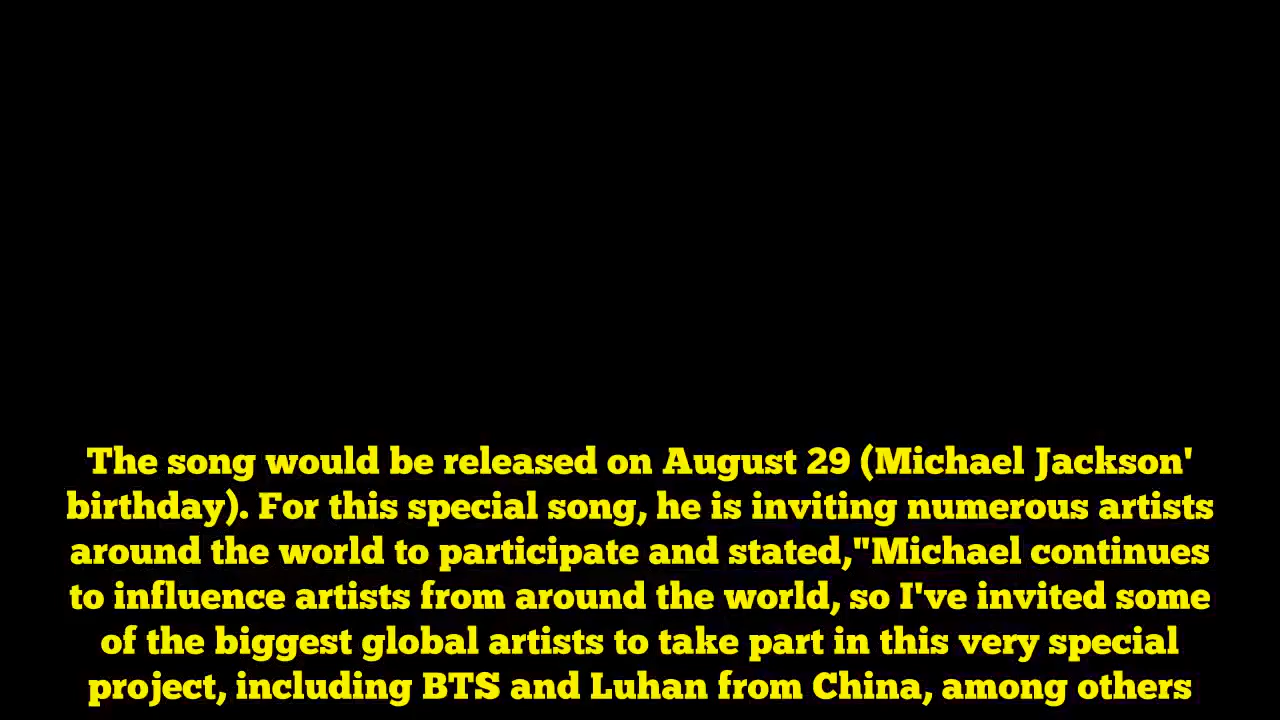 The song would be released on August 29 (Michael Jackson'
birthday). For this special song, he is inviting numerous artists
around the world to participate and stated,"Michael continues
to influence artists from around the world, so I've invited some
of the biggest global artists to take part in this very special
project, including BTS and Luhan from China, among others